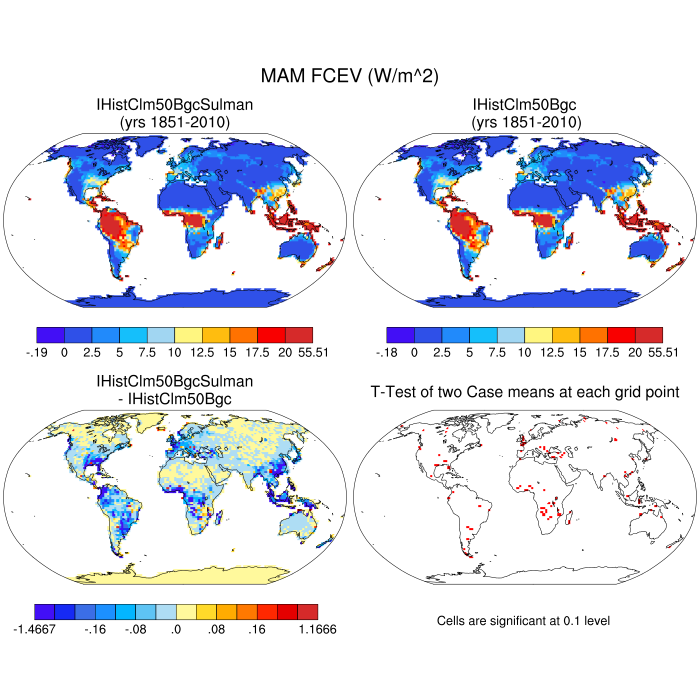 MAM FCEV (W/m^2)
IHistClm50BgcSulman
(yrs 1851-2010)
IHistClm50Bgc
(yrs 1851-2010)
-.19 0 2.5 5 7.5 10 12.5 15 17.5 20 55.51
-.18 0 2.5 5 7.5 10 12.5 15 17.5 20 55.51
IHistClm50BgcSulman
- IHistClm50Bgc
T-Test of two Case means at each grid point
-1.4667 -.16 -.08 .0 .08 .16 1.1666
Cells are significant at 0.1 level